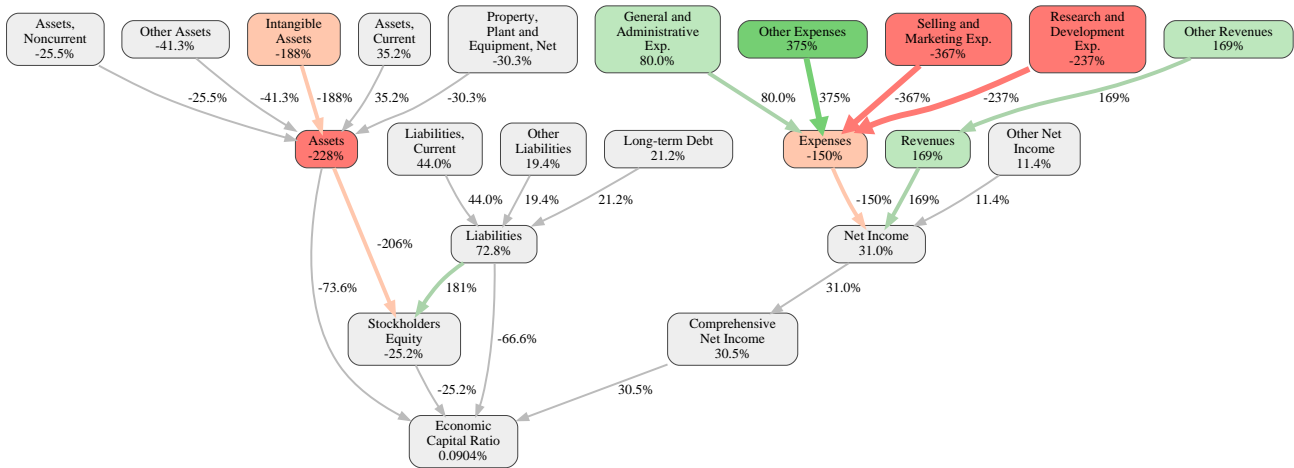 Assets,
Noncurrent
-25.5%
Other Assets
-41.3%
Intangible
Assets
-188%
Assets,
Current
35.2%
Property,
Plant and
Equipment, Net
-30.3%
General and
Administrative
Exp.
80.0%
Other Expenses
375%
Selling and
Marketing Exp.
-367%
Research and
Development
Exp.
-237%
Other Revenues
169%
-25.5%
-41.3%
-188%
35.2%
-30.3%
80.0%
375%
-367%
-237%
169%
Assets
-228%
Liabilities,
Current
44.0%
Other
Liabilities
19.4%
Long-term Debt
21.2%
Expenses
-150%
Revenues
169%
Other Net
Income
11.4%
44.0%
19.4%
21.2%
-150%
169%
11.4%
-206%
Liabilities
72.8%
Net Income
31.0%
-73.6%
181%
31.0%
Stockholders
Equity
-25.2%
-66.6%
Comprehensive
Net Income
30.5%
-25.2%
30.5%
Economic
Capital Ratio
0.0904%